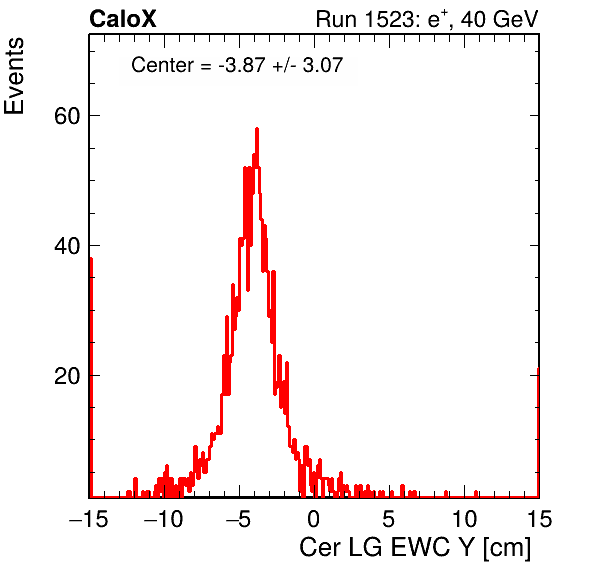 CaloX Run 1523: e⁺, 40 GeV
Center = -3.87 +/- 3.07
Events
60
40
20
−15 −10 −5 0 5 10 15
Cer LG EWC Y [cm]